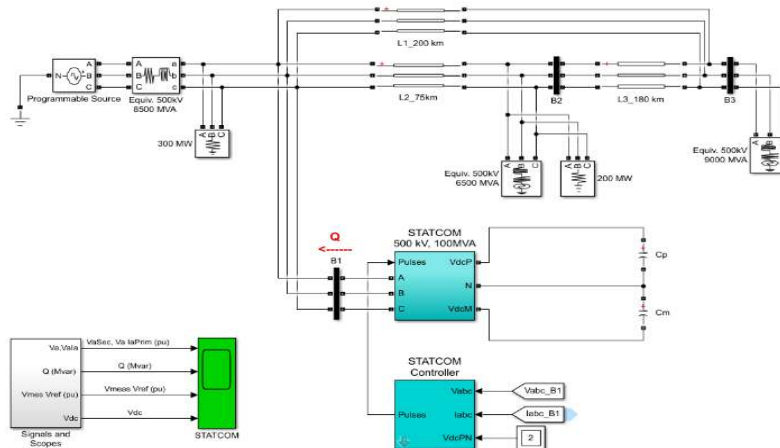 L1_200 km
N
A
B
C
A
B
C
a
b
c
Programmable Source
Equiv. 500kV
8500 MVA
L2_75km
B2
L3_180 km
B3
A B C
300 MW
A B C
Equiv. 500kV
6500 MVA
A B C
200 MW
A B
Equiv. 500kV
9000 MVA
Q
B1
STATCOM
500 kV, 100MVA
Pulses
A
B
C
VdcP
N
VdcM
Cp
Cm
Va,VaIa
Q (Mvar)
Vmes Vref (pu)
Vdc
VaSec, Va IaPrim (pu)
Q (Mvar)
Vmeas Vref (pu)
Vdc
Signals and
Scopes
STATCOM
STATCOM
Controller
Pulses
Vabc
Iabc
VdcPN
Vabc_B1
Iabc_B1
2